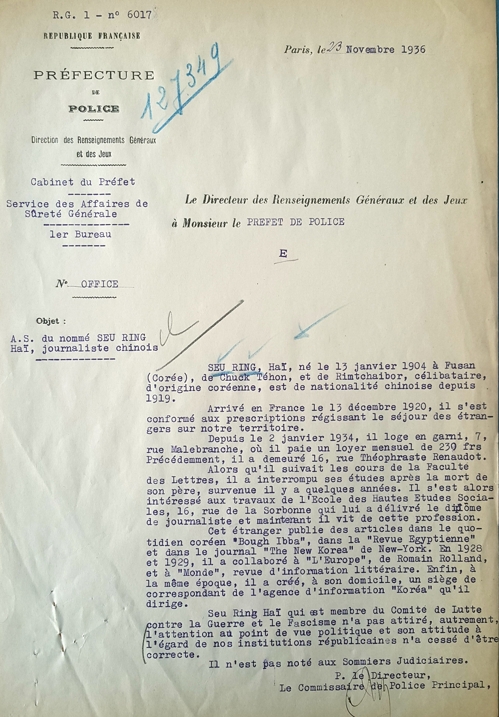 R.G. 1 - n° 6017
REPUBLIQUE FRANÇAISE
Paris, le 23 Novembre 1936
PRÉFECTURE
DE
POLICE
127349
Direction des Renseignements Généraux
et des Jeux
Cabinet du Préfet
Service des Affaires de
Sûreté Générale
1er Bureau
Le Directeur des Renseignements Généraux et des Jeux
à Monsieur le PREFET DE POLICE
E
N° OFFICE
Objet :
A.S. du nommé SEU RING
Haï, journaliste chinois
SEU RING, Haï, né le 13 janvier 1904 à Fusan
(Corée), de Chuck Téhon, et de Rimtchaibor, célibataire,
d'origine coréenne, est de nationalité chinoise depuis
1919.
Arrivé en France le 13 décembre 1920, il s'est
conformé aux prescriptions régissant le séjour des étran-
gers sur notre territoire.
Depuis le 2 janvier 1934, il loge en garni, 7,
rue Malebranche, où il paie un loyer mensuel de 239 frs
Précédemment, il a demeuré 16, rue Théophraste Renaudot.
Alors qu'il suivait les cours de la Faculté
des Lettres, il a interrompu ses études après la mort de
son père, survenue il y a quelques années. Il s'est alors
intéressé aux travaux de l'Ecole des Hautes Etudes Socia-
les, 16, rue de la Sorbonne qui lui a délivré le diplôme
de journaliste et maintenant il vit de cette profession.
Cet étranger publie des articles dans le quo-
tidien coréen "Bough Ibba", dans la "Revue Egyptienne"
et dans le journal "The New Korea" de New-York. En 1928
et 1929, il a collaboré à "L'Europe", de Romain Rolland,
et à "Monde", revue d'information littéraire. Enfin, à
la même époque, il a créé, à son domicile, un siège de
correspondant de l'agence d'information "Koréa" qu'il
dirige.
Seu Ring Haï qui est membre du Comite de Lutte
contre la Guerre et le Fascisme n'a pas attiré, autrement,
l'attention au point de vue politique et son attitude à
l'égard de nos institutions républicaines n'a cessé d'être
correcte.
Il n'est pas noté aux Sommiers Judiciaires.
P. le Directeur,
Le Commissaire de Police Principal,